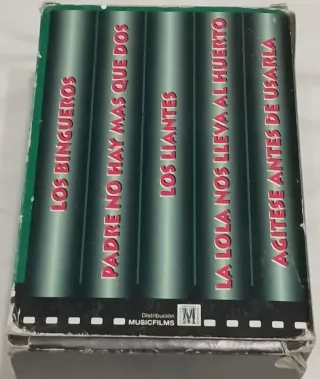 LOS BINGUEROS
PADRE NO HAY MAS QUE DOS
LOS LIANTES
LA LOLA NOS LLEVA AL HUERTO
AGITESE ANTES DE USARLA
Distribución
MUSICFILMS
M